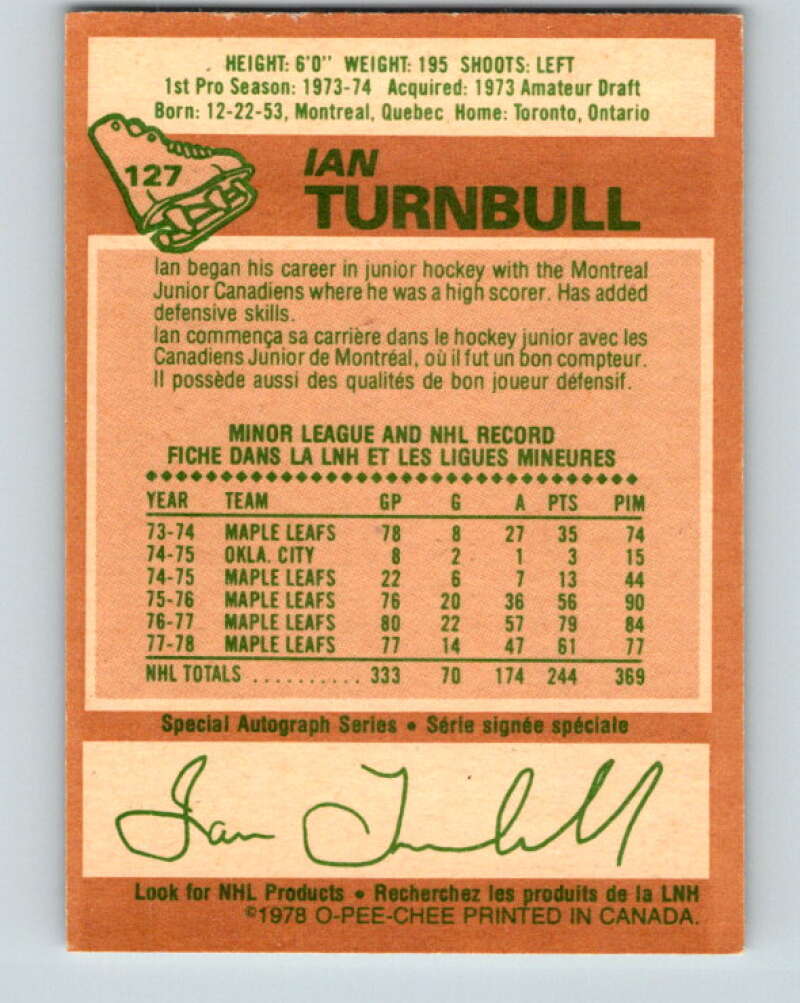 HEIGHT: 6'0" WEIGHT: 195 SHOOTS: LEFT
1st Pro Season: 1973-74 Acquired: 1973 Amateur Draft
Born: 12-22-53, Montreal, Quebec Home: Toronto, Ontario
127
IAN
TURNBULL
Ian began his career in junior hockey with the Montreal
Junior Canadiens where he was a high scorer. Has added
defensive skills.
Ian commença sa carrière dans le hockey junior avec les
Canadiens Junior de Montréal, où il fut un bon compteur.
Il possède aussi des qualités de bon joueur défensif.
MINOR LEAGUE AND NHL RECORD
FICHE DANS LA LNH ET LES LIGUES MINEURES
YEAR TEAM GP G A PTS PIM
73-74 MAPLE LEAFS 78 8 27 35 74
74-75 OKLA. CITY 8 2 1 3 15
74-75 MAPLE LEAFS 22 6 7 13 44
75-76 MAPLE LEAFS 76 20 36 56 90
76-77 MAPLE LEAFS 80 22 57 79 84
77-78 MAPLE LEAFS 77 14 47 61 77
NHL TOTALS .......... 333 70 174 244 369
Special Autograph Series • Série signée spéciale
Ian Turnbull
Look for NHL Products • Recherchez les produits de la LNH
©1978 O-PEE-CHEE PRINTED IN CANADA.